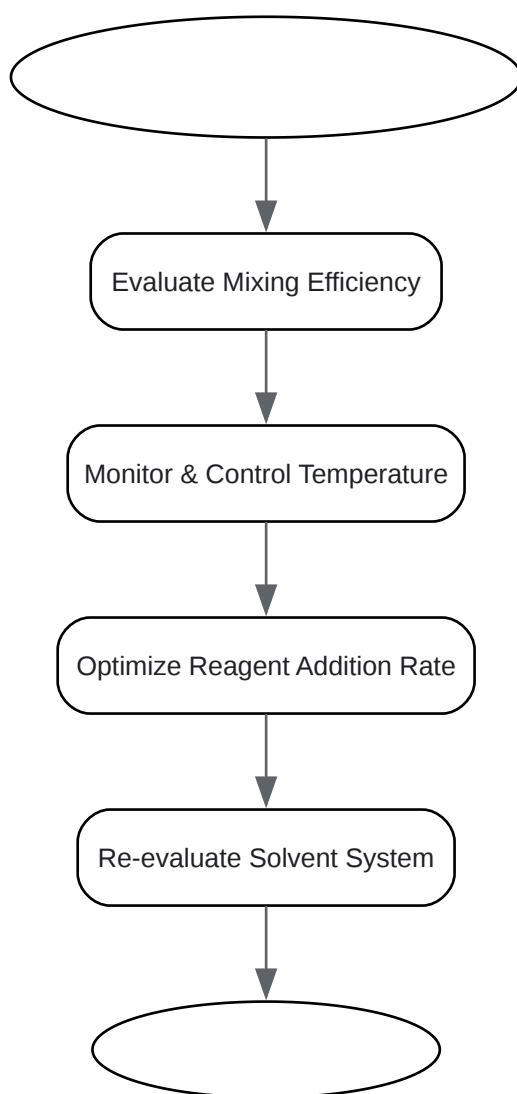 Evaluate Mixing Efficiency
Monitor & Control Temperature
Optimize Reagent Addition Rate
Re-evaluate Solvent System